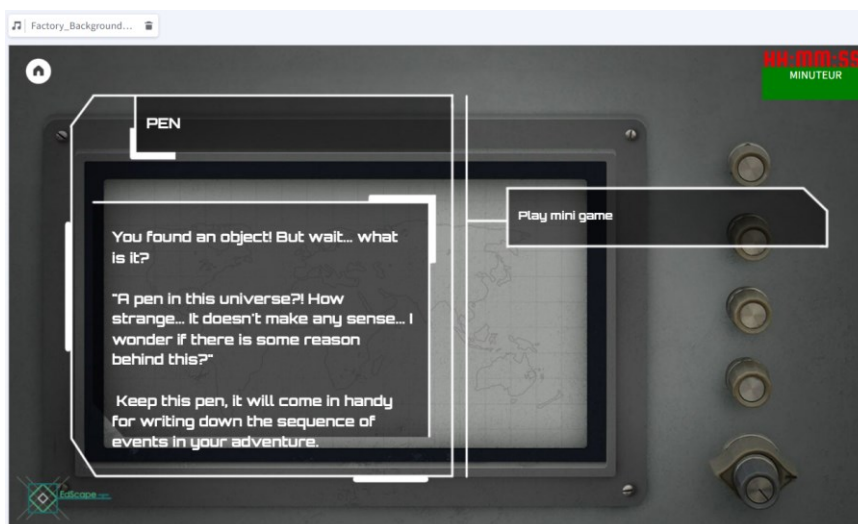 Factory_Background...
HH:MM:SS
MINUTEUR
PEN
Play mini game
You found an object! But wait... what
is it?
"A pen in this universe?! How
strange... It doesn't make any sense... I
wonder if there is some reason
behind this?"
Keep this pen, it will come in handy
for writing down the sequence of
events in your adventure.
EdScape